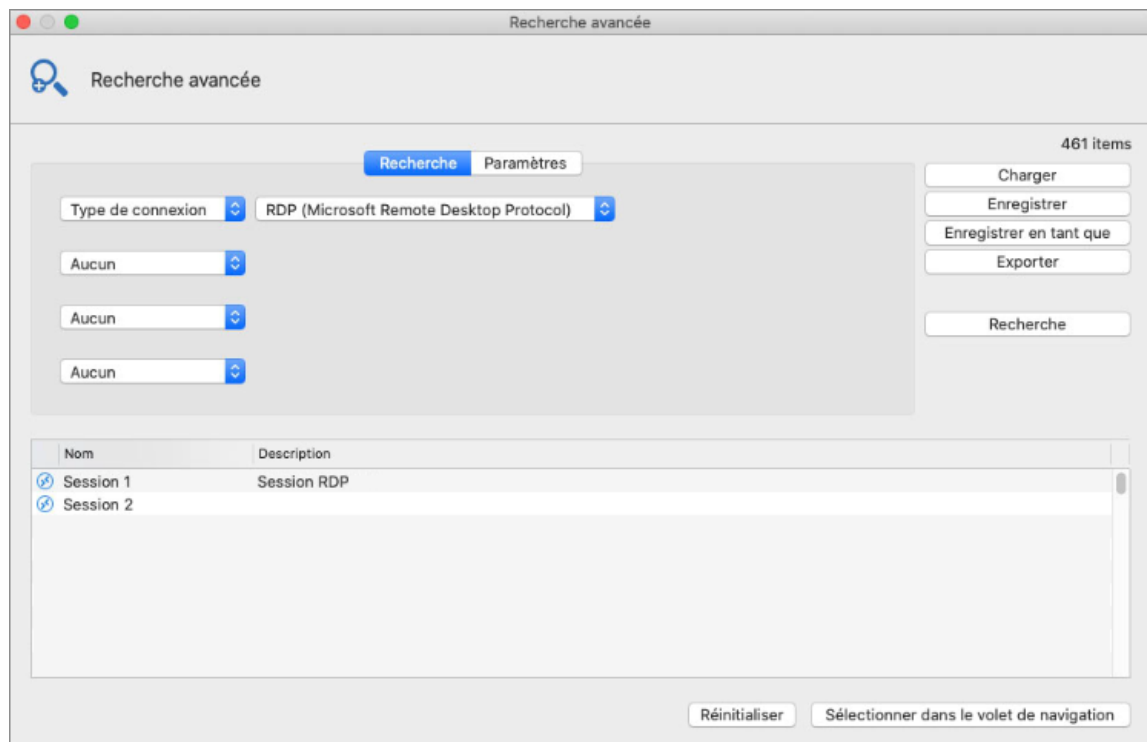 Recherche avancée
Recherche avancée
461 items
Recherche Paramètres
Charger
Type de connexion RDP (Microsoft Remote Desktop Protocol)
Enregistrer
Enregistrer en tant que
Aucun
Exporter
Aucun
Recherche
Aucun
Nom Description
Session 1 Session RDP
Session 2
Réinitialiser Sélectionner dans le volet de navigation